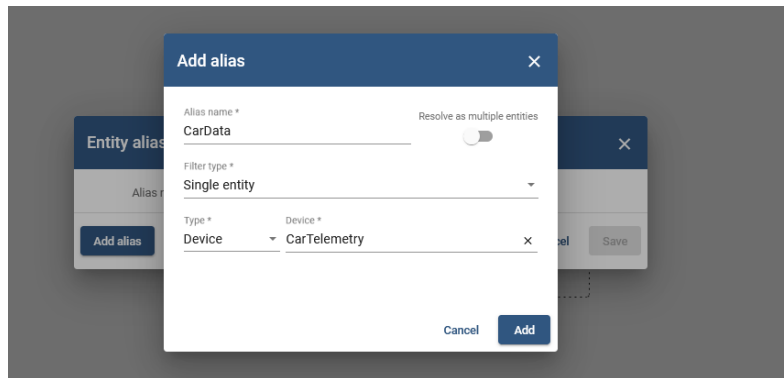 Add alias
Alias name *
Resolve as multiple entities
CarData
Entity alias
Filter type *
Single entity
Alias
Type *
Device *
Device
CarTelemetry
Add alias
Save
Cancel
Add